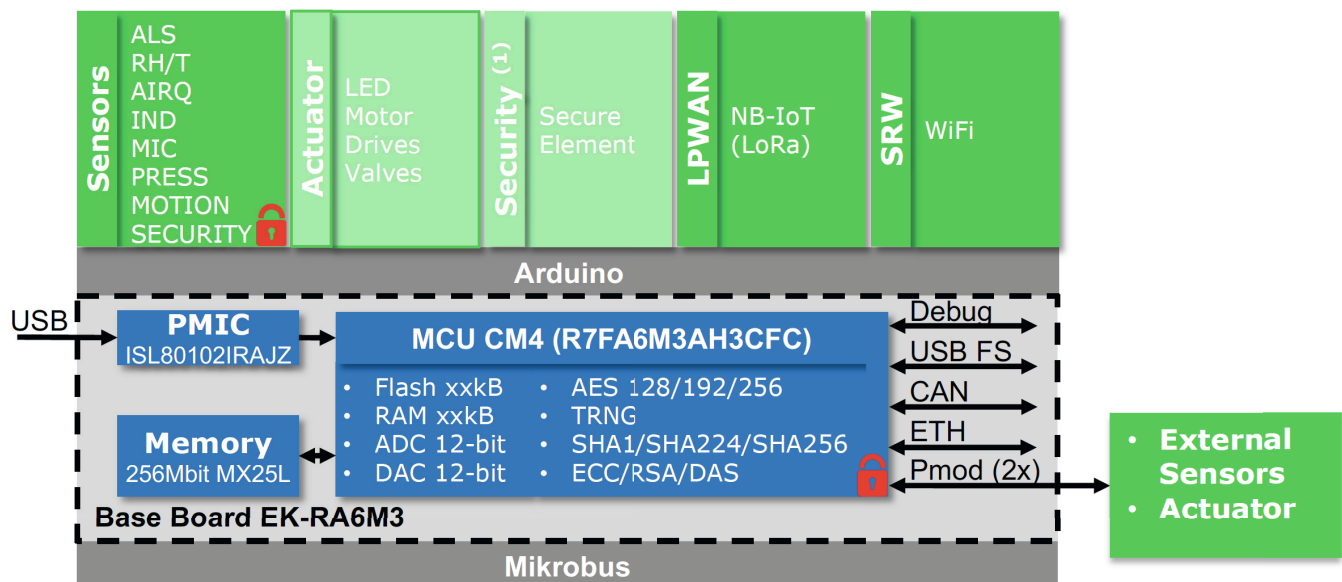 Sensors
ALS
RH/T
AIRQ
IND
MIC
PRESS
MOTION
SECURITY
Actuator
LED
Motor
Drives
Valves
Security (1)
Secure
Element
LPWAN
NB-IoT
(LoRa)
SRW
WiFi
Arduino
USB
PMIC
ISL80102IRAJZ
Memory
256Mbit MX25L
MCU CM4 (R7FA6M3AH3CFC)
• Flash xxkB
• RAM xxkB
• ADC 12-bit
• DAC 12-bit
• AES 128/192/256
• TRNG
• SHA1/SHA224/SHA256
• ECC/RSA/DAS
Debug
USB FS
CAN
ETH
Pmod (2x)
• External
Sensors
• Actuator
Base Board EK-RA6M3
Mikrobus